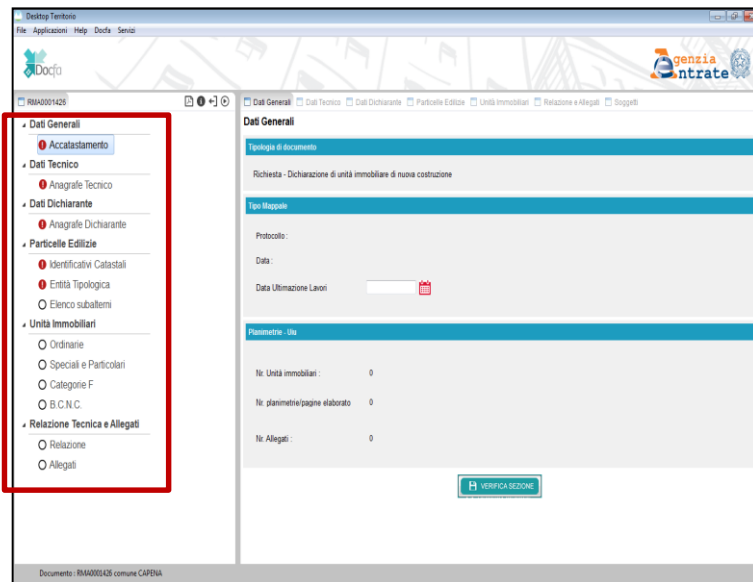 Desktop Territorio
File Applicazioni Help Docfa Servizi
Docfa
Agenzia
Entrate
RMA0001426
Dati Generali
Accatastamento
Dati Tecnico
Anagrafe Tecnico
Dati Dichiarante
Anagrafe Dichiarante
Particelle Edilizie
Identificativi Catastali
Entità Tipologica
Elenco subalterni
Unità Immobiliari
Ordinarie
Speciali e Particolari
Categorie F
B.C.N.C.
Relazione Tecnica e Allegati
Relazione
Allegati
Dati Generali Dati Tecnico Dati Dichiarante Particelle Edilizie Unità Immobiliari Relazione e Allegati Soggetti
Dati Generali
Tipologia di documento
Richiesta - Dichiarazione di unità immobiliare di nuova costruzione
Tipo Mappale
Protocollo :
Data :
Data Ultimazione Lavori
Planimetrie - Uiu
Nr. Unità immobiliari : 0
Nr. planimetrie/pagine elaborato 0
Nr. Allegati : 0
VERIFICA SEZIONE
Documento : RMA0001426 comune CAPENA